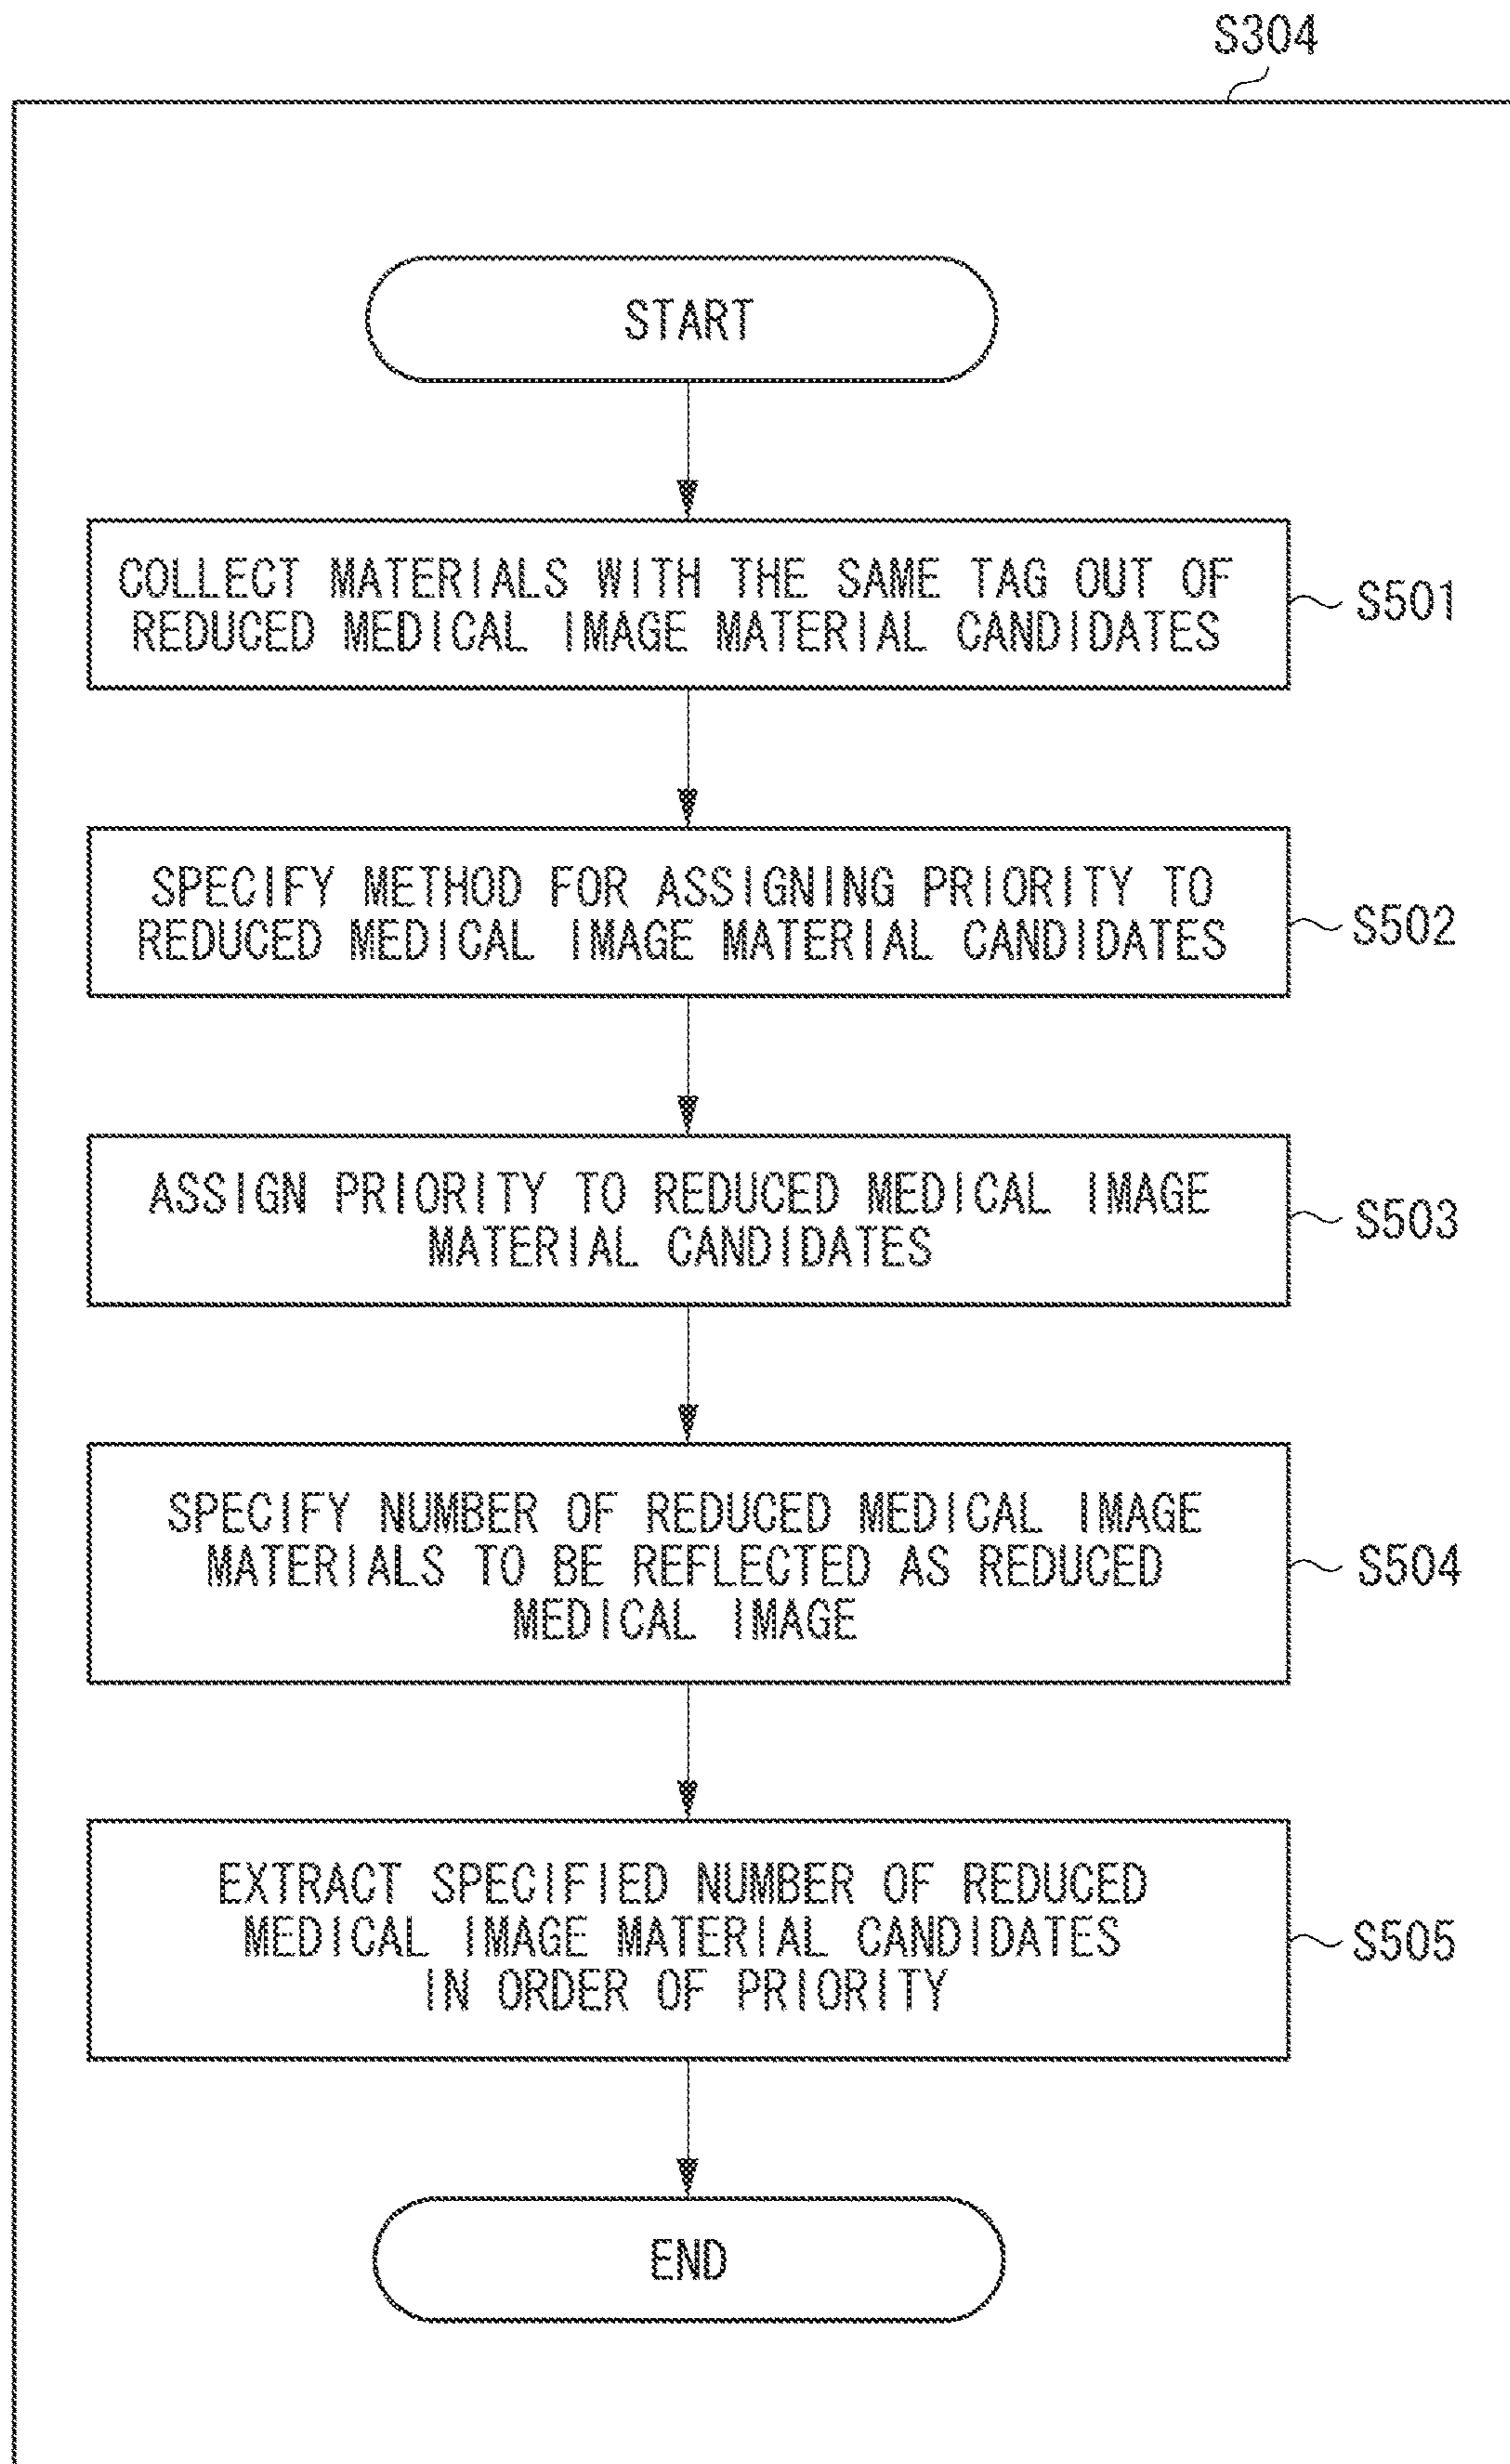 S304
START
COLLECT MATERIALS WITH THE SAME TAG OUT OF
REDUCED MEDICAL IMAGE MATERIAL CANDIDATES
S501
SPECIFY METHOD FOR ASSIGNING PRIORITY TO
REDUCED MEDICAL IMAGE MATERIAL CANDIDATES
S502
ASSIGN PRIORITY TO REDUCED MEDICAL IMAGE
MATERIAL CANDIDATES
S503
SPECIFY NUMBER OF REDUCED MEDICAL IMAGE
MATERIALS TO BE REFLECTED AS REDUCED
MEDICAL IMAGE
S504
EXTRACT SPECIFIED NUMBER OF REDUCED
MEDICAL IMAGE MATERIAL CANDIDATES
IN ORDER OF PRIORITY
S505
END